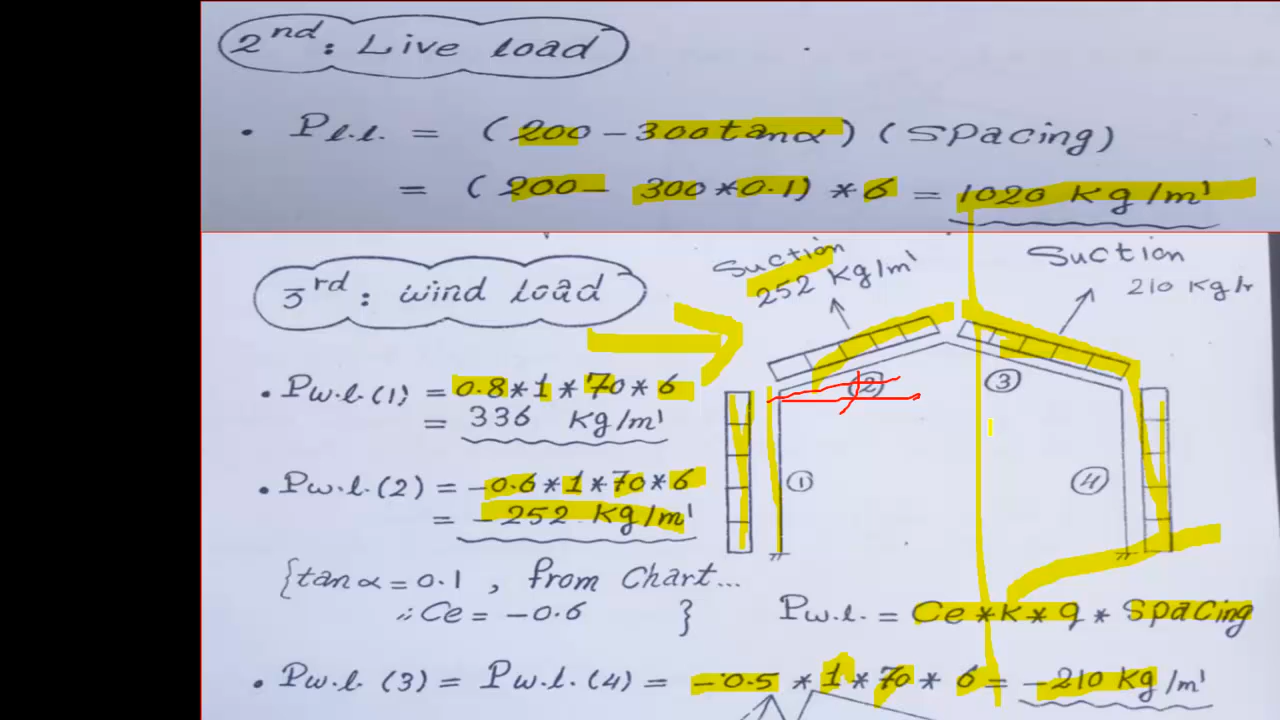 2nd: Live load
• Pl.l. = (200 - 300 tanα) (Spacing)
= (200 - 300 * 0.1) * 6 = 1020 kg/m'
3rd: wind load
Suction
252 kg/m'
Suction
210 kg/
• Pw.l.(1) = 0.8 * 1 * 70 * 6
= 336 kg/m'
② ③
① ④
• Pw.l.(2) = -0.6 * 1 * 70 * 6
= -252 kg/m'
{tanα = 0.1 , from Chart...
∴ Ce = -0.6 }
Pw.l. = Ce * k * q * Spacing
• Pw.l.(3) = Pw.l.(4) = -0.5 * 1 * 70 * 6 = -210 kg/m'